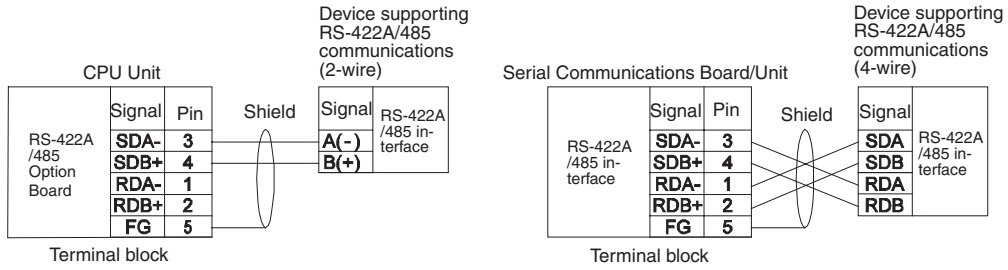 Device supporting
RS-422A/485
communications
(2-wire)
CPU Unit
Signal Pin
Shield
Signal
RS-422A
/485
Option
Board
SDA- 3
SDB+ 4
RDA- 1
RDB+ 2
FG 5
A(-)
B(+)
RS-422A
/485 in-
terface
Terminal block
Device supporting
RS-422A/485
communications
(4-wire)
Serial Communications Board/Unit
Signal Pin
Shield
Signal
RS-422A
/485 in-
terface
SDA- 3
SDB+ 4
RDA- 1
RDB+ 2
FG 5
SDA
SDB
RDA
RDB
RS-422A
/485 in-
terface
Terminal block